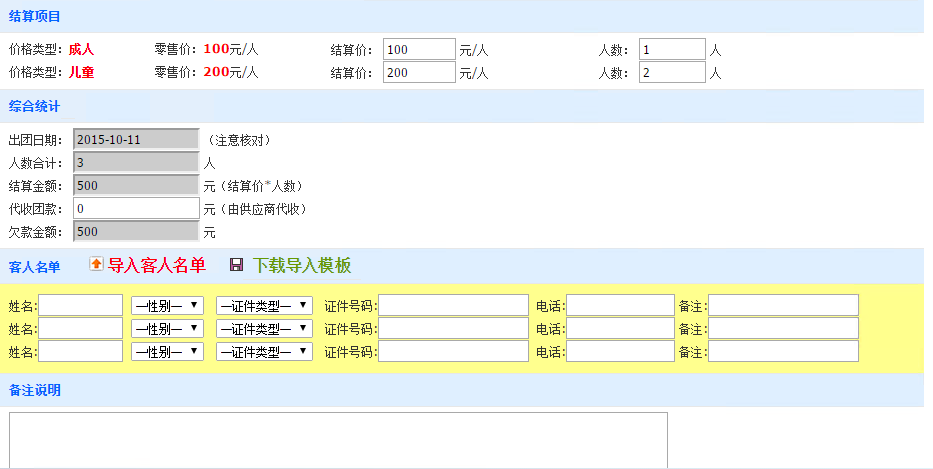 结算项目
价格类型：成人 零售价：100元/人 结算价： 100 元/人 人数： 1 人
价格类型：儿童 零售价：200元/人 结算价： 200 元/人 人数： 2 人
综合统计
出团日期： 2015-10-11 （注意核对）
人数合计： 3 人
结算金额： 500 元（结算价*人数）
代收团款： 0 元（由供应商代收）
欠款金额： 500 元
客人名单 导入客人名单 下载导入模板
姓名: —性别— —证件类型— 证件号码: 电话: 备注:
姓名: —性别— —证件类型— 证件号码: 电话: 备注:
姓名: —性别— —证件类型— 证件号码: 电话: 备注:
备注说明